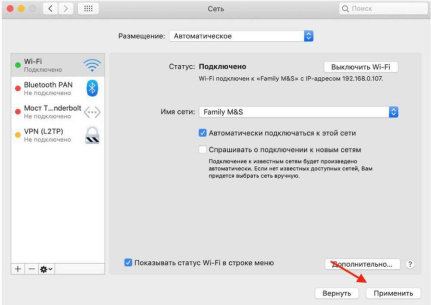 Сеть
Поиск
Размещение: Автоматическое
Wi-Fi
Подключено
Bluetooth PAN
Не подключено
Мост T...nderbolt
Не подключено
VPN (L2TP)
Не подключено
Статус: Подключено
Выключить Wi-Fi
Wi-Fi подключен к «Family M&S» с IP-адресом 192.168.0.107.
Имя сети: Family M&S
Автоматически подключаться к этой сети
Спрашивать о подключении к новым сетям
Подключение к известным сетям будет произведено
автоматически. Если нет известных доступных сетей, Вам
придется выбрать сеть вручную.
Показывать статус Wi-Fi в строке меню
Дополнительно...
?
Вернуть
Применить